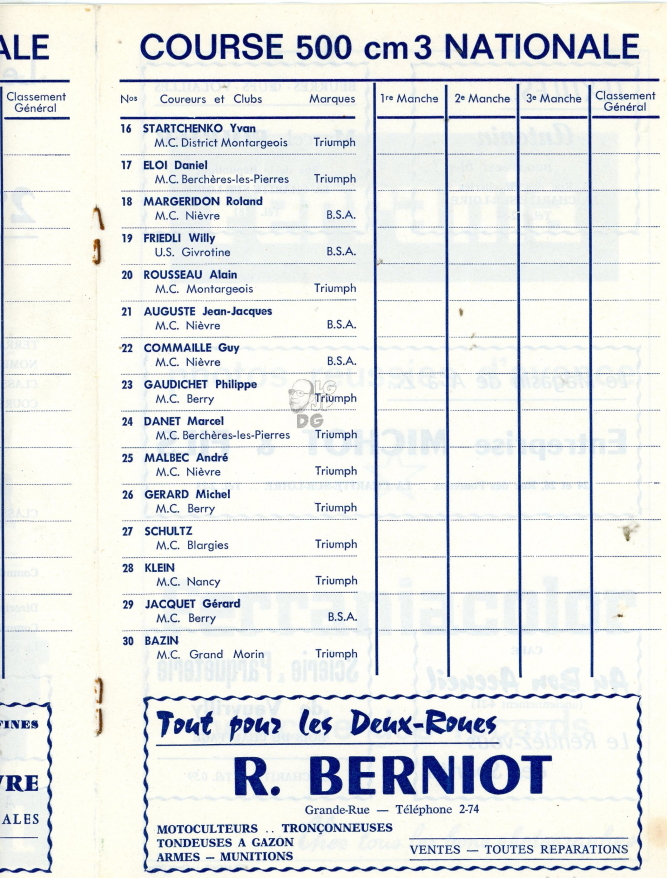 ALE
Classement
Général
FINES
VRE
ALES
COURSE 500 cm3 NATIONALE
Nos Coureurs et Clubs Marques 1re Manche 2e Manche 3e Manche Classement Général
16 STARTCHENKO Yvan
M.C. District Montargeois Triumph
17 ELOI Daniel
M.C. Berchères-les-Pierres Triumph
18 MARGERIDON Roland
M.C. Nièvre B.S.A.
19 FRIEDLI Willy
U.S. Givrotine B.S.A.
20 ROUSSEAU Alain
M.C. Montargeois Triumph
21 AUGUSTE Jean-Jacques
M.C. Nièvre B.S.A.
22 COMMAILLE Guy
M.C. Nièvre B.S.A.
23 GAUDICHET Philippe
M.C. Berry Triumph
DG
24 DANET Marcel
M.C. Berchères-les-Pierres Triumph
25 MALBEC André
M.C. Nièvre Triumph
26 GERARD Michel
M.C. Berry Triumph
27 SCHULTZ
M.C. Blargies Triumph
28 KLEIN
M.C. Nancy Triumph
29 JACQUET Gérard
M.C. Berry B.S.A.
30 BAZIN
M.C. Grand Morin Triumph
Tout pour les Deux-Roues
R. BERNIOT
Grande-Rue — Téléphone 2-74
MOTOCULTEURS .. TRONÇONNEUSES
TONDEUSES A GAZON
ARMES — MUNITIONS
VENTES — TOUTES REPARATIONS